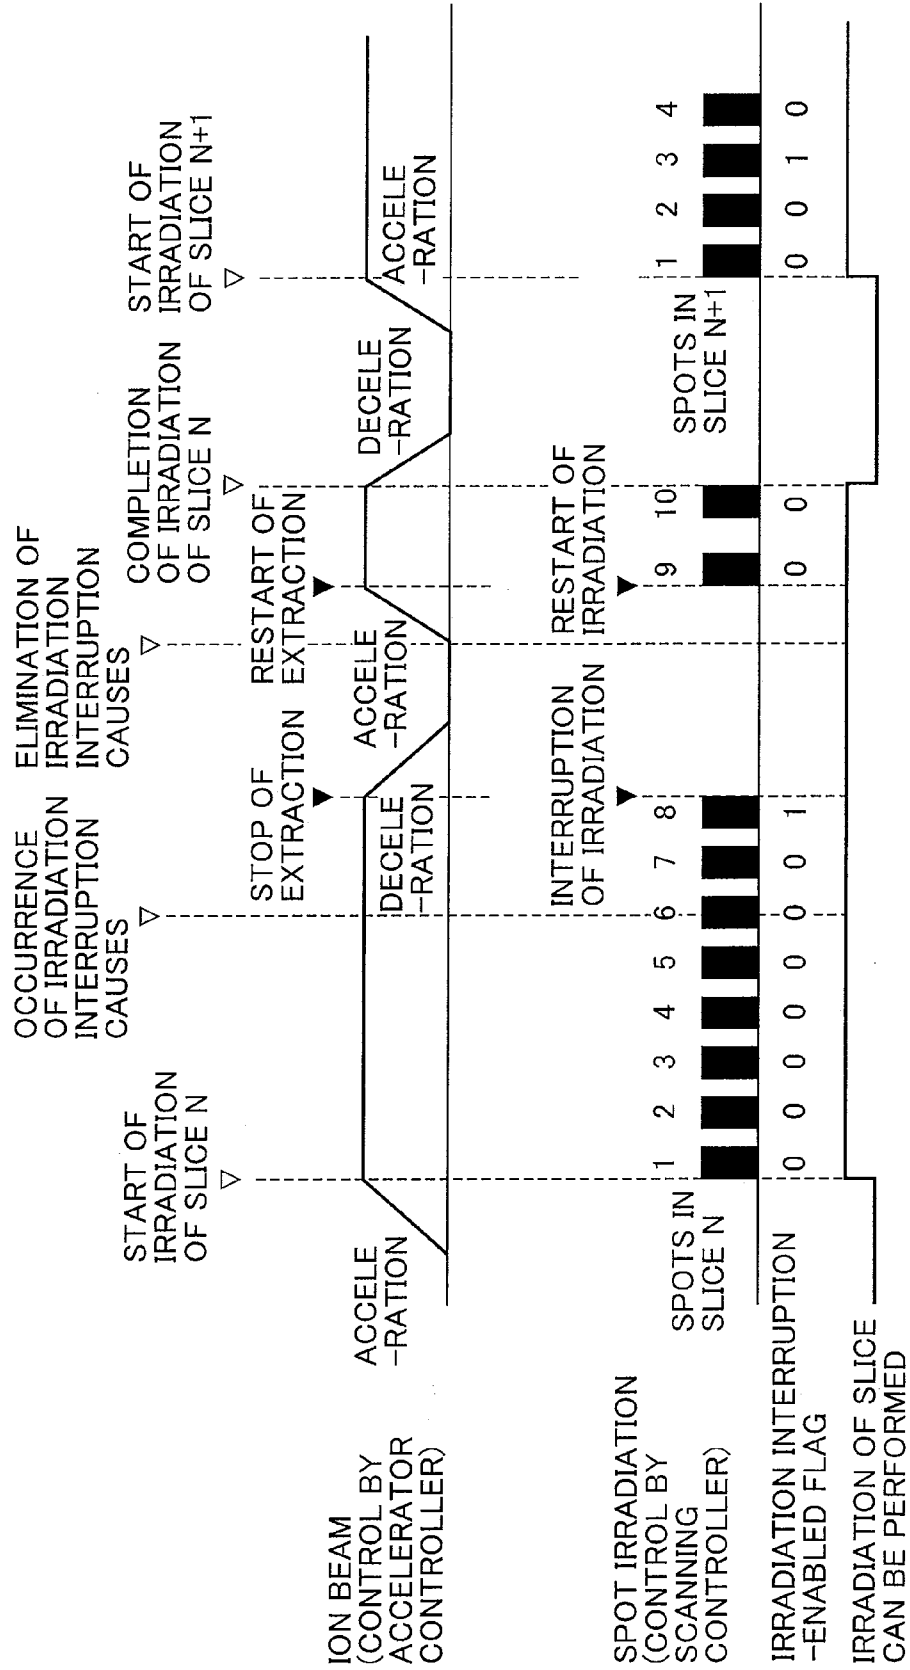 START OF
IRRADIATION
OF SLICE N
OCCURRENCE
OF IRRADIATION
INTERRUPTION
CAUSES
ELIMINATION OF
IRRADIATION
INTERRUPTION
CAUSES
COMPLETION
OF IRRADIATION
OF SLICE N
START OF
IRRADIATION
OF SLICE N+1
STOP OF
EXTRACTION
RESTART OF
EXTRACTION
ION BEAM
(CONTROL BY
ACCELERATOR
CONTROLLER)
ACCELE
-RATION
DECELE
-RATION
ACCELE
-RATION
DECELE
-RATION
ACCELE
-RATION
INTERRUPTION
OF IRRADIATION
RESTART OF
IRRADIATION
SPOT IRRADIATION
(CONTROL BY
SCANNING
CONTROLLER)
SPOTS IN
SLICE N
1 2 3 4 5 6 7 8 9 10
SPOTS IN
SLICE N+1
1 2 3 4
IRRADIATION INTERRUPTION
-ENABLED FLAG
0 0 0 0 0 0 0 1 0 0 0 0 1 0
IRRADIATION OF SLICE
CAN BE PERFORMED